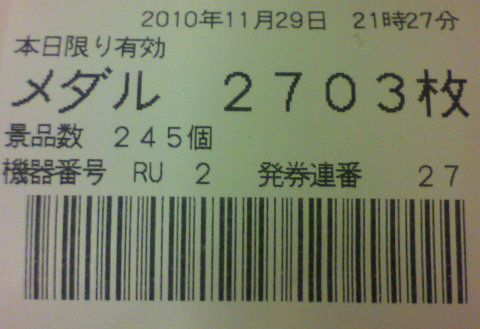 2010年11月29日 21時27分
本日限り有効
メダル 2703枚
景品数 245個
機器番号 RU 2 発券連番 27